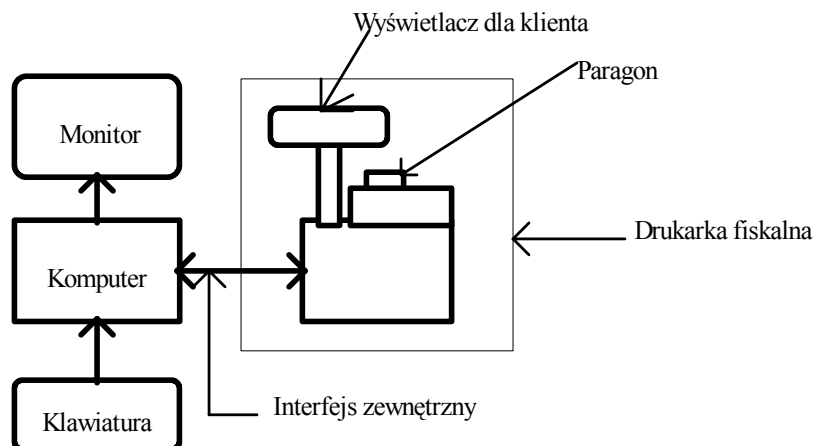 Wyświetlacz dla klienta
Paragon
Monitor
Drukarka fiskalna
Komputer
Interfejs zewnętrzny
Klawiatura